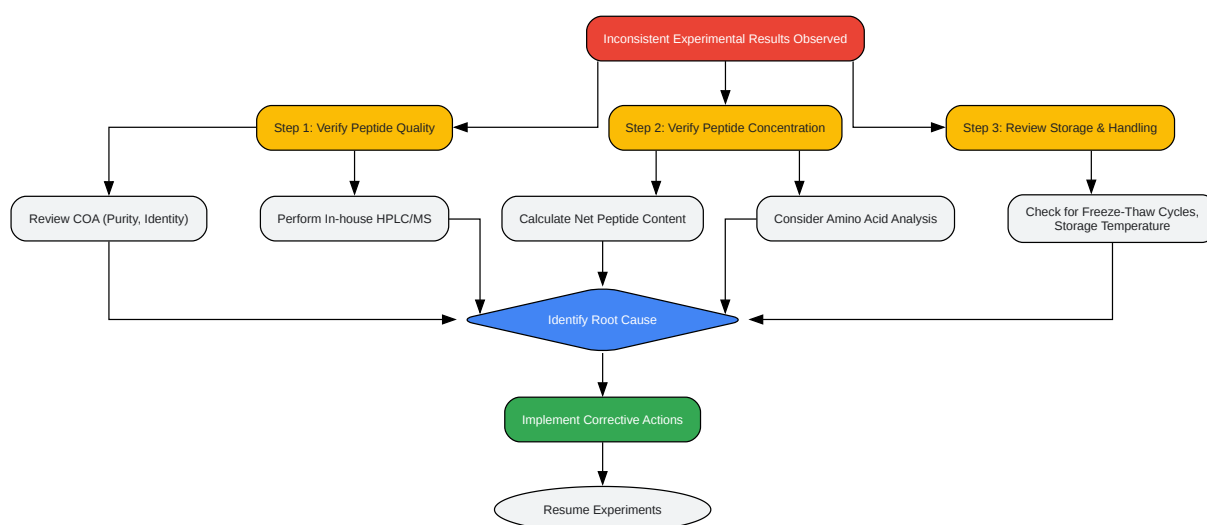 Inconsistent Experimental Results Observed
Step 1: Verify Peptide Quality
Step 2: Verify Peptide Concentration
Step 3: Review Storage & Handling
Review COA (Purity, Identity)
Perform In-house HPLC/MS
Calculate Net Peptide Content
Consider Amino Acid Analysis
Check for Freeze-Thaw Cycles,
Storage Temperature
Identify Root Cause
Implement Corrective Actions
Resume Experiments